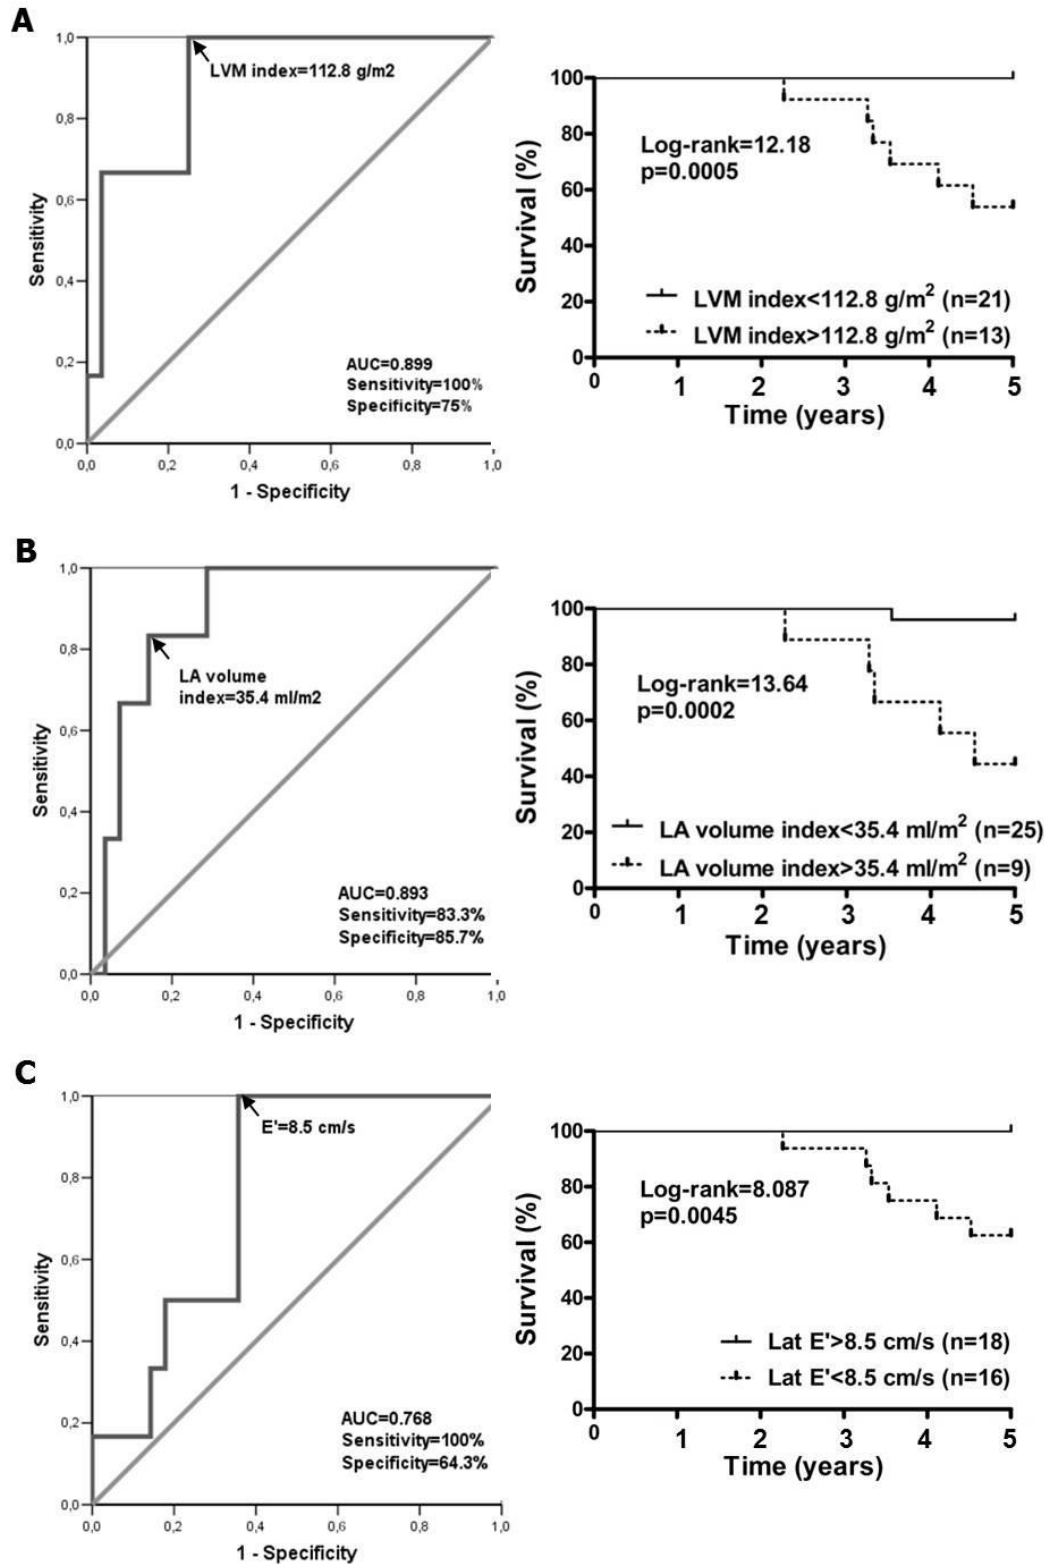 A
1,0
0,8
0,6
0,4
0,2
0,0
Sensitivity
LVM index=112.8 g/m2
AUC=0.899
Sensitivity=100%
Specificity=75%
0,0 0,2 0,4 0,6 0,8 1,0
1 - Specificity
100
80
60
40
20
0
Survival (%)
Log-rank=12.18
p=0.0005
LVM index<112.8 g/m² (n=21)
LVM index>112.8 g/m² (n=13)
0 1 2 3 4 5
Time (years)
B
1,0
0,8
0,6
0,4
0,2
0,0
Sensitivity
LA volume
index=35.4 ml/m2
AUC=0.893
Sensitivity=83.3%
Specificity=85.7%
0,0 0,2 0,4 0,6 0,8 1,0
1 - Specificity
100
80
60
40
20
0
Survival (%)
Log-rank=13.64
p=0.0002
LA volume index<35.4 ml/m² (n=25)
LA volume index>35.4 ml/m² (n=9)
0 1 2 3 4 5
Time (years)
C
1,0
0,8
0,6
0,4
0,2
0,0
Sensitivity
E'=8.5 cm/s
AUC=0.768
Sensitivity=100%
Specificity=64.3%
0,0 0,2 0,4 0,6 0,8 1,0
1 - Specificity
100
80
60
40
20
0
Survival (%)
Log-rank=8.087
p=0.0045
Lat E'>8.5 cm/s (n=18)
Lat E'<8.5 cm/s (n=16)
0 1 2 3 4 5
Time (years)